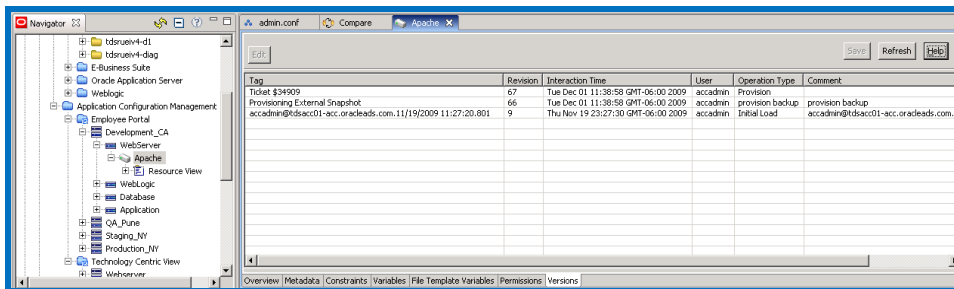 Navigator
tdsrueiv4-d1
tdsrueiv4-diag
E-Business Suite
Oracle Application Server
Weblogic
Application Configuration Management
Employee Portal
Development_CA
WebServer
Apache
Resource View
WebLogic
Database
Application
QA_Pune
Staging_NY
Production_NY
Technology Centric View
Webserver
admin.conf Compare Apache
Edit Save Refresh Help
Tag Revision Interaction Time User Operation Type Comment
Ticket $34909 67 Tue Dec 01 11:38:58 GMT-06:00 2009 accadmin Provision
Provisioning External Snapshot 66 Tue Dec 01 11:38:58 GMT-06:00 2009 accadmin provision backup provision backup
accadmin@tdsacc01-acc.oracleads.com.11/19/2009 11:27:20.801 9 Thu Nov 19 23:27:30 GMT-06:00 2009 accadmin Initial Load accadmin@tdsacc01-acc.oracleads.com.
Overview Metadata Constraints Variables File Template Variables Permissions Versions